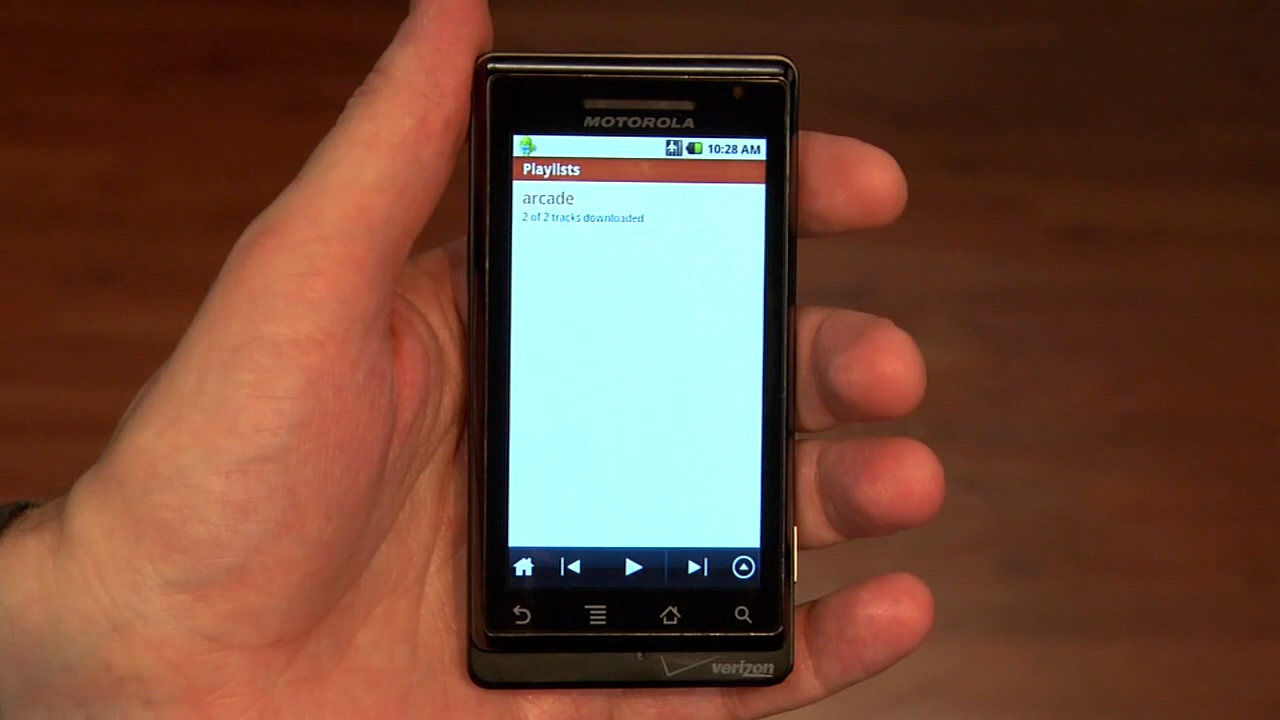 MOTOROLA
10:28 AM
Playlists
arcade
2 of 2 tracks downloaded
verizon